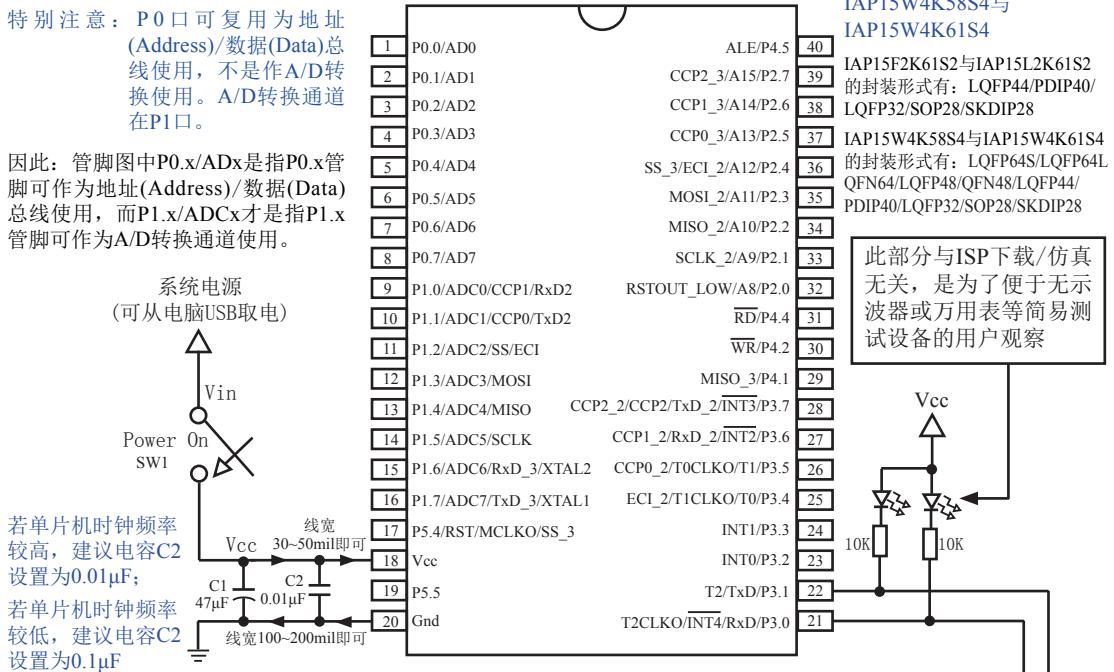 特别注意：P0口可复用为地址
(Address)/数据(Data)总
线使用，不是作A/D转
换使用。A/D转换通道
在P1口。
因此：管脚图中P0.x/ADx是指P0.x管
脚可作为地址(Address)/数据(Data)
总线使用，而P1.x/ADCx才是指P1.x
管脚可作为A/D转换通道使用。
系统电源
(可从电脑USB取电)
Vin
Power On
SW1
若单片机时钟频率
较高，建议电容C2
设置为0.01μF；
若单片机时钟频率
较低，建议电容C2
设置为0.1μF
Vcc
线宽
30~50mil即可
C1
47μF
C2
0.01μF
线宽100~200mil即可
1 P0.0/AD0
2 P0.1/AD1
3 P0.2/AD2
4 P0.3/AD3
5 P0.4/AD4
6 P0.5/AD5
7 P0.6/AD6
8 P0.7/AD7
9 P1.0/ADC0/CCP1/RxD2
10 P1.1/ADC1/CCP0/TxD2
11 P1.2/ADC2/SS/ECI
12 P1.3/ADC3/MOSI
13 P1.4/ADC4/MISO
14 P1.5/ADC5/SCLK
15 P1.6/ADC6/RxD_3/XTAL2
16 P1.7/ADC7/TxD_3/XTAL1
17 P5.4/RST/MCLKO/SS_3
18 Vcc
19 P5.5
20 Gnd
ALE/P4.5 40
CCP2_3/A15/P2.7 39
CCP1_3/A14/P2.6 38
CCP0_3/A13/P2.5 37
SS_3/ECI_2/A12/P2.4 36
MOSI_2/A11/P2.3 35
MISO_2/A10/P2.2 34
SCLK_2/A9/P2.1 33
RSTOUT_LOW/A8/P2.0 32
RD/P4.4 31
WR/P4.2 30
MISO_3/P4.1 29
CCP2_2/CCP2/TxD_2/INT3/P3.7 28
CCP1_2/RxD_2/INT2/P3.6 27
CCP0_2/T0CLKO/T1/P3.5 26
ECI_2/T1CLKO/T0/P3.4 25
INT1/P3.3 24
INT0/P3.2 23
T2/TxD/P3.1 22
T2CLKO/INT4/RxD/P3.0 21
IAP15W4K58S4与
IAP15W4K61S4
IAP15F2K61S2与IAP15L2K61S2
的封装形式有：LQFP44/PDIP40/
LQFP32/SOP28/SKDIP28
IAP15W4K58S4与IAP15W4K61S4
的封装形式有：LQFP64S/LQFP64L
QFN64/LQFP48/QFN48/LQFP44/
PDIP40/LQFP32/SOP28/SKDIP28
此部分与ISP下载/仿真
无关，是为了便于无示
波器或万用表等简易测
试设备的用户观察
Vcc
10K
10K